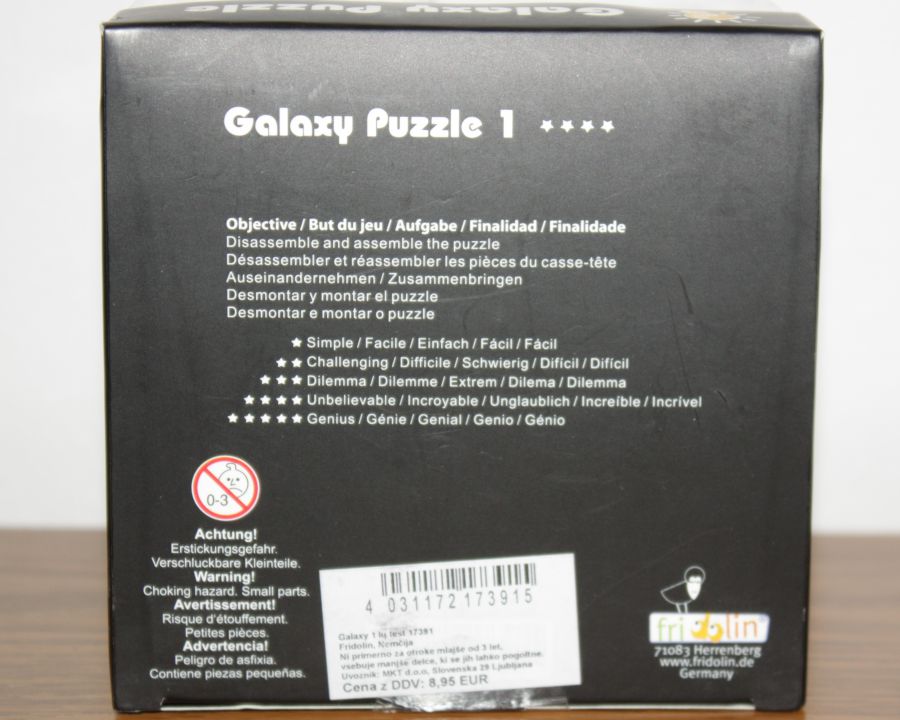 Galaxy Puzzle
Galaxy Puzzle 1
Objective / But du jeu / Aufgabe / Finalidad / Finalidade
Disassemble and assemble the puzzle
Désassembler et réassembler les pièces du casse-tête
Auseinandernehmen / Zusammenbringen
Desmontar y montar el puzzle
Desmontar e montar o puzzle
Simple / Facile / Einfach / Fácil / Fácil
Challenging / Difficile / Schwierig / Difícil / Difícil
Dilemma / Dilemme / Extrem / Dilema / Dilemma
Unbelievable / Incroyable / Unglaublich / Increíble / Incrível
Genius / Génie / Genial / Genio / Génio
0-3
Achtung!
Erstickungsgefahr.
Verschluckbare Kleinteile.
Warning!
Choking hazard. Small parts.
Avertissement!
Risque d'étouffement.
Petites pièces.
Advertencia!
Peligro de asfixia.
Contiene piezas pequeñas.
4 031172 173915
Galaxy 1 iq test 17391
Fridolin, Nemčija
Ni primerno za otroke mlajše od 3 let,
vsebuje manjše delce, ki se jih lahko pogoltne.
Uvoznik: MKT d.o.o, Slovenska 29 Ljubljana
Cena z DDV: 8,95 EUR
fridolin
71083 Herrenberg
www.fridolin.de
Germany